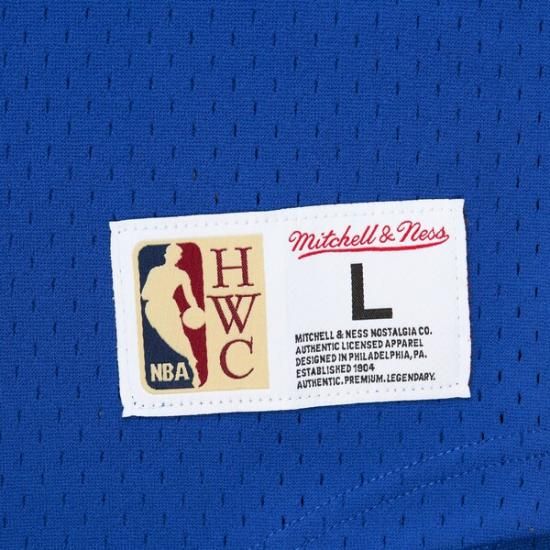 NBA
H
W
C
Mitchell & Ness
L
MITCHELL & NESS NOSTALGIA CO.
AUTHENTIC LICENSED APPAREL
DESIGNED IN PHILADELPHIA, PA.
ESTABLISHED 1904
AUTHENTIC. PREMIUM. LEGENDARY.